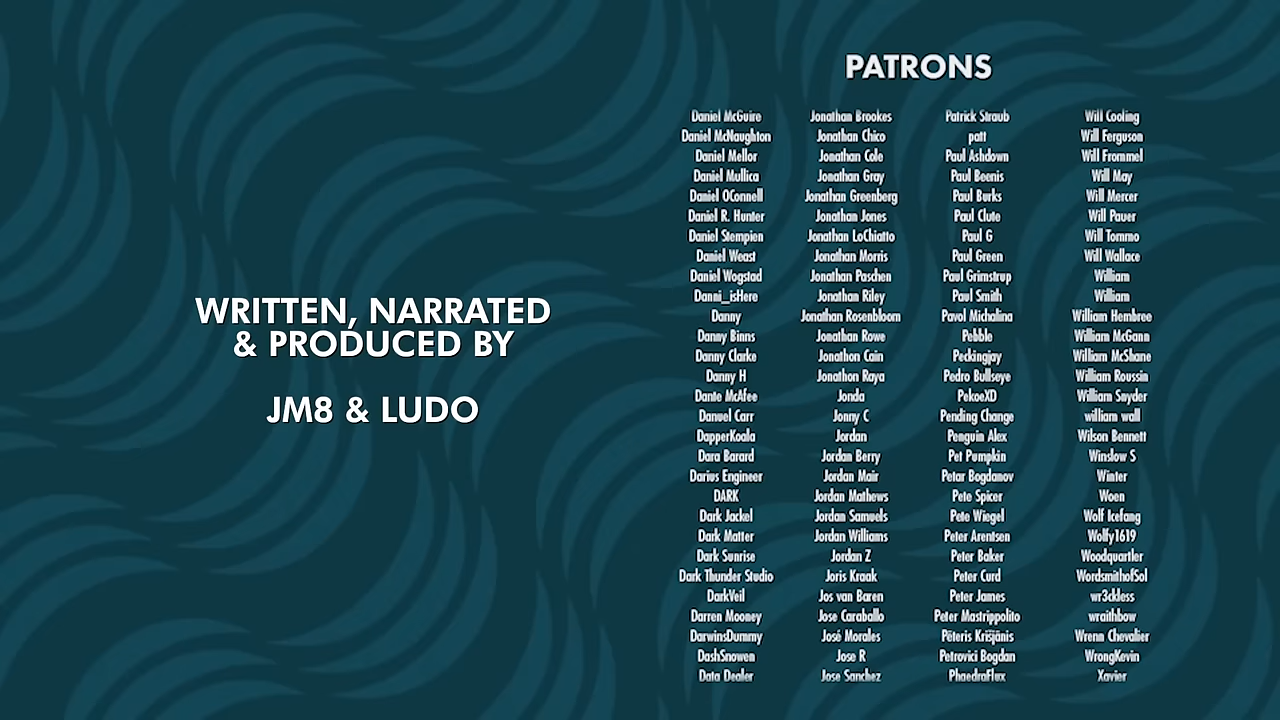 WRITTEN, NARRATED
& PRODUCED BY
JM8 & LUDO
PATRONS
Daniel McGuire
Daniel McNaughton
Daniel Mellor
Daniel Mullica
Daniel OConnell
Daniel R. Hunter
Daniel Stempien
Daniel Weast
Daniel Wogstad
Danni_isHere
Danny
Danny Binns
Danny Clarke
Danny H
Dante McAfee
Danuel Carr
DapperKoala
Dara Barard
Darius Engineer
DARK
Dark Jackel
Dark Matter
Dark Sunrise
Dark Thunder Studio
DarkVeil
Darren Mooney
DarwinsDummy
DashSnowen
Data Dealer
Jonathan Brookes
Jonathan Chico
Jonathan Cole
Jonathan Gray
Jonathan Greenberg
Jonathan Jones
Jonathan LoChiatto
Jonathan Morris
Jonathan Paschen
Jonathan Riley
Jonathan Rosenbloom
Jonathan Rowe
Jonathon Cain
Jonathon Raya
Jonda
Jonny C
Jordan
Jordan Berry
Jordan Mair
Jordan Mathews
Jordan Samuels
Jordan Williams
Jordan Z
Joris Kraak
Jos van Baren
Jose Caraballo
José Morales
Jose R
Jose Sanchez
Patrick Straub
patt
Paul Ashdown
Paul Beenis
Paul Burks
Paul Clute
Paul G
Paul Green
Paul Grimstrup
Paul Smith
Pavol Michalina
Pebble
Peckingjay
Pedro Bullseye
PekoeXD
Pending Change
Penguin Alex
Pet Pumpkin
Petar Bogdanov
Pete Spicer
Pete Wiegel
Peter Arentsen
Peter Baker
Peter Curd
Peter James
Peter Mastrippolito
Pēteris Krišjānis
Petrovici Bogdan
PhaedraFlux
Will Cooling
Will Ferguson
Will Frommel
Will May
Will Mercer
Will Pauer
Will Tommo
Will Wallace
William
William
William Hembree
William McGann
William McShane
William Roussin
William Snyder
william wall
Wilson Bennett
Winslow S
Winter
Woen
Wolf Icefang
Wolfy1619
Woodquartler
WordsmithofSol
wr3ckless
wraithbow
Wrenn Chevalier
WrongKevin
Xavier